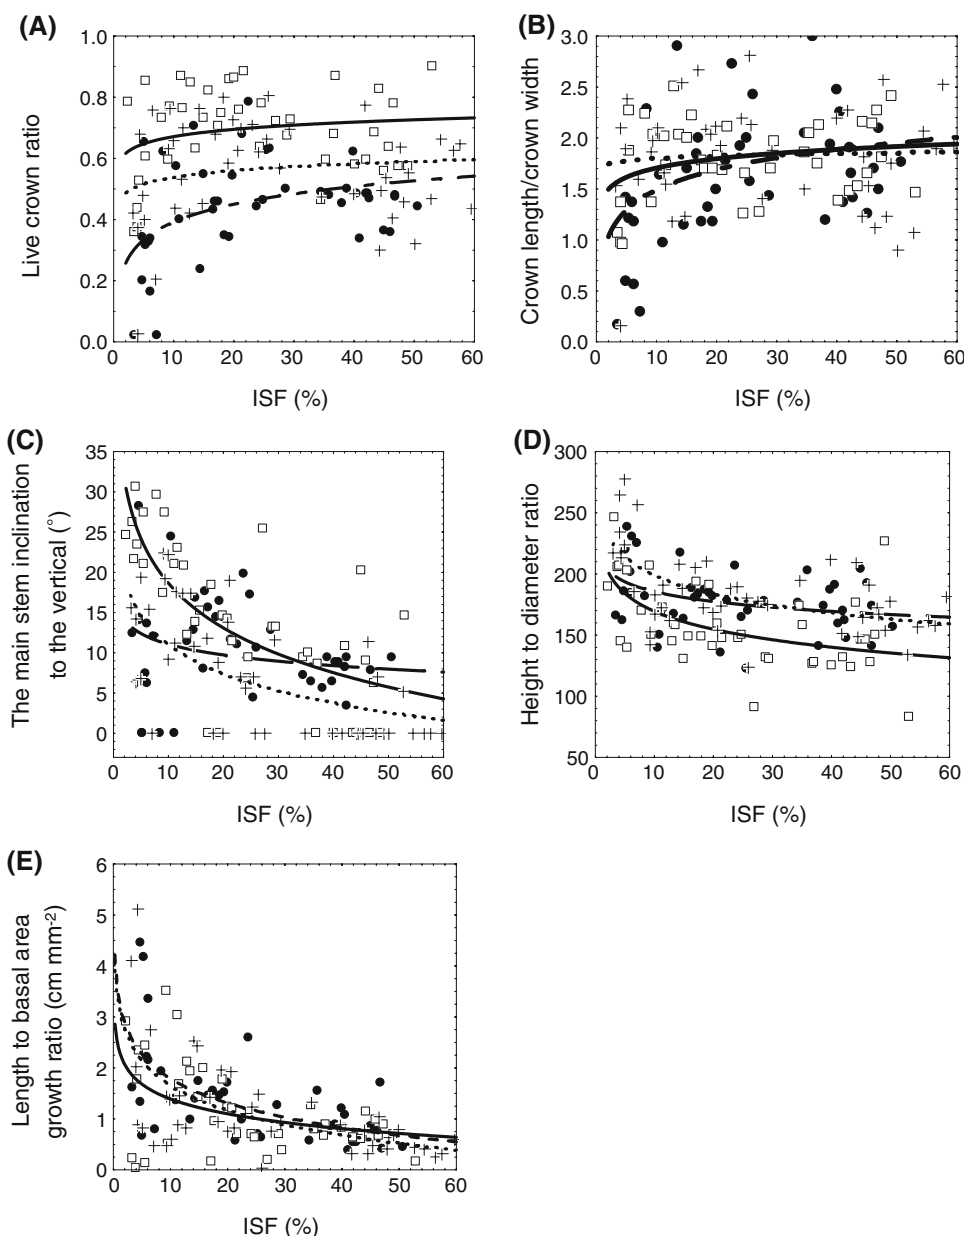 (A)
Live crown ratio
1.0
0.8
0.6
0.4
0.2
0.0
0 10 20 30 40 50 60
ISF (%)
(B)
Crown length/crown width
3.0
2.5
2.0
1.5
1.0
0.5
0.0
0 10 20 30 40 50 60
ISF (%)
(C)
The main stem inclination
to the vertical (°)
35
30
25
20
15
10
5
0
0 10 20 30 40 50 60
ISF (%)
(D)
Height to diameter ratio
300
250
200
150
100
50
0 10 20 30 40 50 60
ISF (%)
(E)
Length to basal area
growth ratio (cm mm⁻²)
6
5
4
3
2
1
0
0 10 20 30 40 50 60
ISF (%)